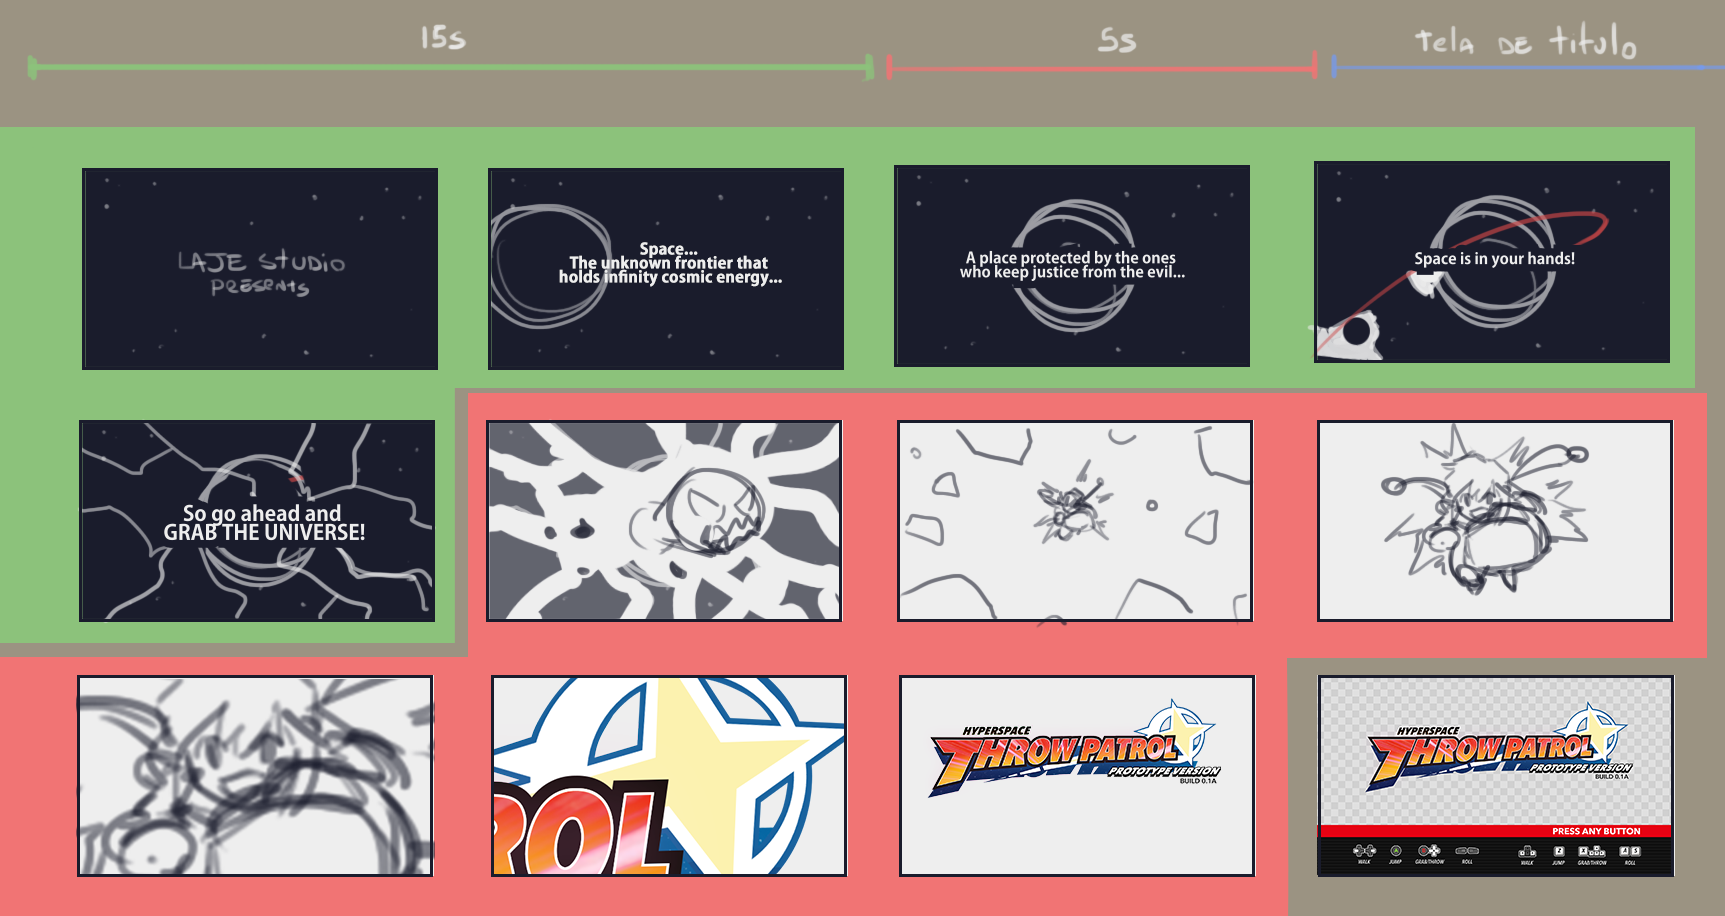 15s
5s
Tela DE titulo
LAJE STUDIO
PRESENTS
Space...
The unknown frontier that
holds infinity cosmic energy...
A place protected by the ones
who keep justice from the evil...
Space is in your hands!
So go ahead and
GRAB THE UNIVERSE!
ROL
HYPERSPACE
THROW PATROL
PROTOTYPE VERSION
BUILD 0.1A
HYPERSPACE
THROW PATROL
PROTOTYPE VERSION
BUILD 0.1A
PRESS ANY BUTTON
WALK JUMP GRAB/THROW ROLL WALK JUMP GRAB/THROW ROLL